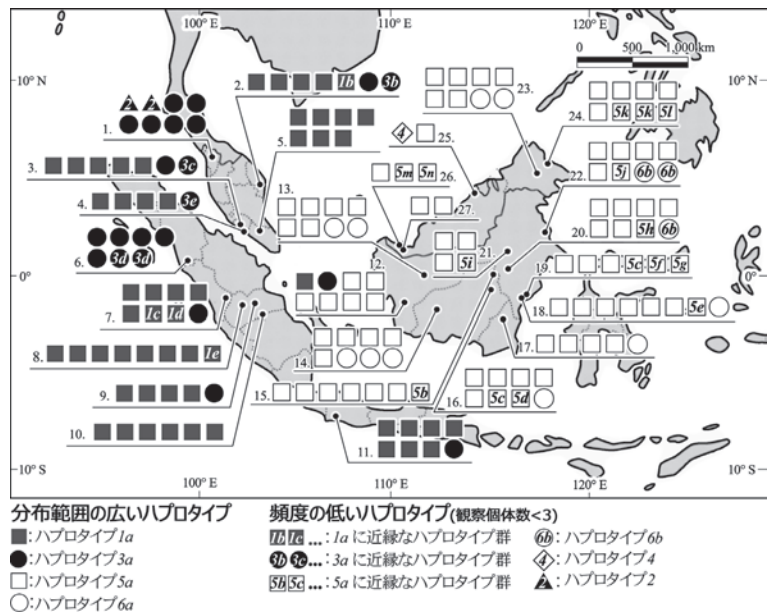 100° E 110° E 120° E
0 500 1,000 km
10° N 10° N
0° 0°
10° S 10° S
100° E 110° E 120° E
1. 2 2
2. 1b 3b
3. 3c
4. 3e
5.
6. 3d 3d
7. 1c 1d
8. 1e
9.
10.
11.
12.
13.
14.
15. 5b
16. 5c 5d
17.
18. 5e
19. 5c 5f 5g
20. 5h 6b
21. 5i
22. 5j 6b 6b
23.
24. 5k 5k 5l
25. 4
26. 5m 5n
27.
分布範囲の広いハプロタイプ
:ハプロタイプ1a
:ハプロタイプ3a
:ハプロタイプ5a
:ハプロタイプ6a
頻度の低いハプロタイプ(観察個体数<3)
1b 1c ...:1aに近縁なハプロタイプ群
3b 3c ...:3aに近縁なハプロタイプ群
5b 5c ...:5aに近縁なハプロタイプ群
6b:ハプロタイプ6b
4:ハプロタイプ4
2:ハプロタイプ2